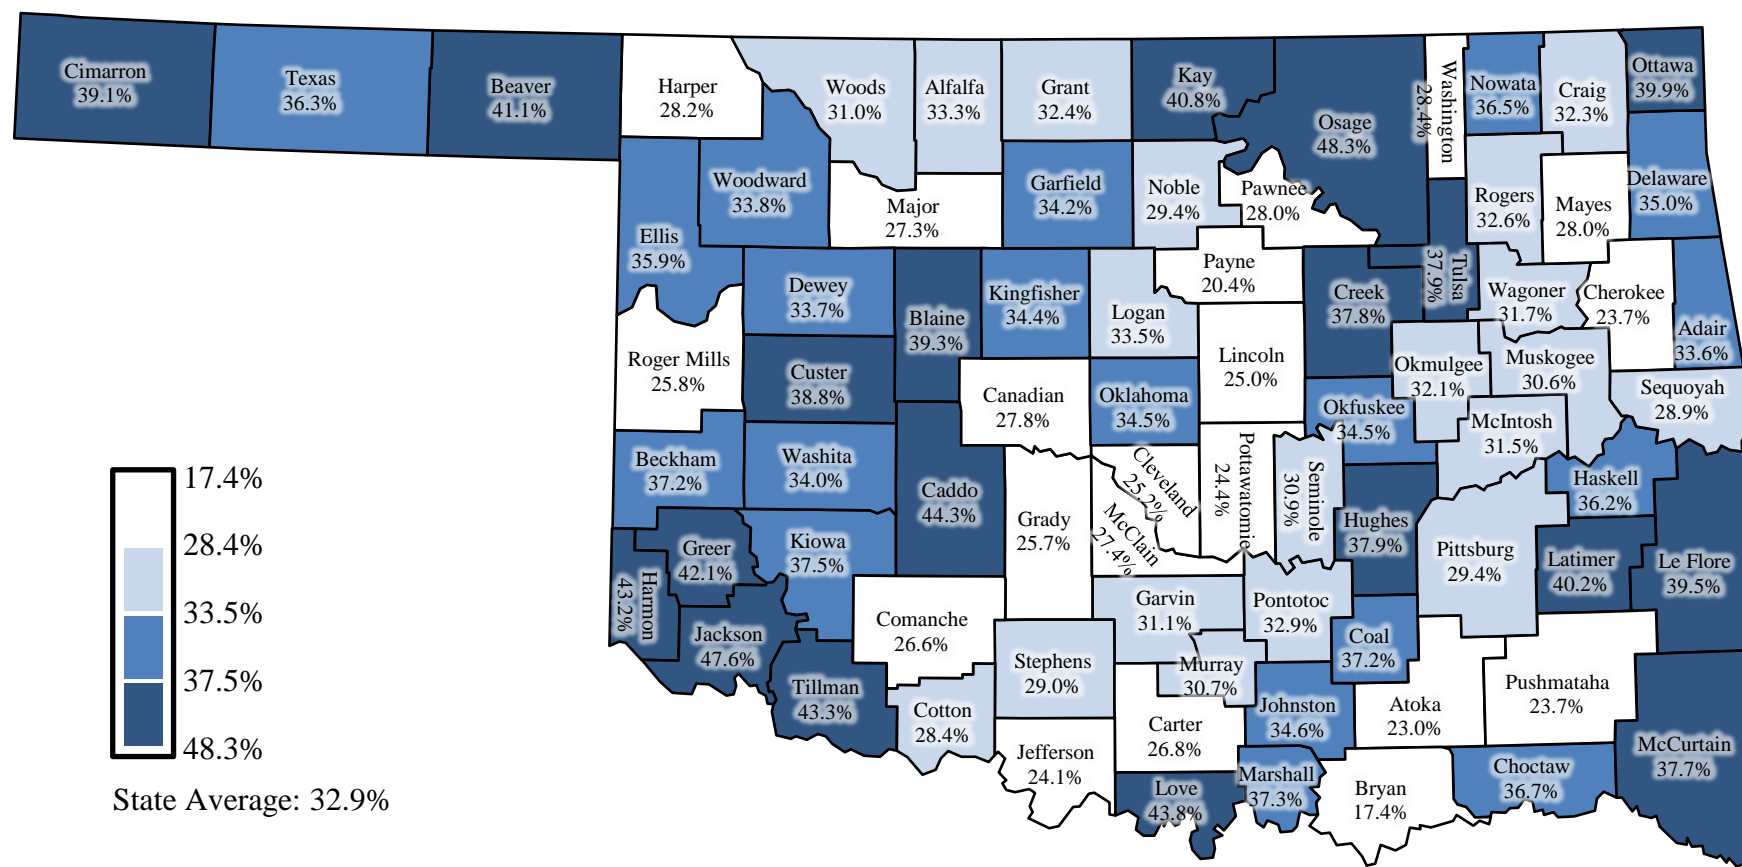 Cimarron
39.1%
Texas
36.3%
Beaver
41.1%
Harper
28.2%
Woods
31.0%
Alfalfa
33.3%
Grant
32.4%
Kay
40.8%
Osage
48.3%
Washington
28.4%
Nowata
36.5%
Craig
32.3%
Ottawa
39.9%
Woodward
33.8%
Major
27.3%
Garfield
34.2%
Noble
29.4%
Pawnee
28.0%
Rogers
32.6%
Mayes
28.0%
Delaware
35.0%
Ellis
35.9%
Dewey
33.7%
Blaine
39.3%
Kingfisher
34.4%
Logan
33.5%
Payne
20.4%
Creek
37.8%
Tulsa
37.9%
Wagoner
31.7%
Cherokee
23.7%
Adair
33.6%
Roger Mills
25.8%
Custer
38.8%
Canadian
27.8%
Oklahoma
34.5%
Lincoln
25.0%
Okfuskee
34.5%
Okmulgee
32.1%
Muskogee
30.6%
Sequoyah
28.9%
McIntosh
31.5%
Beckham
37.2%
Washita
34.0%
Caddo
44.3%
Grady
25.7%
Cleveland
25.2%
McClain
27.4%
Pottawatomie
24.4%
Seminole
30.9%
Hughes
37.9%
Pittsburg
29.4%
Haskell
36.2%
Latimer
40.2%
Le Flore
39.5%
Harmon
43.2%
Greer
42.1%
Kiowa
37.5%
Jackson
47.6%
Tillman
43.3%
Comanche
26.6%
Cotton
28.4%
Stephens
29.0%
Garvin
31.1%
Murray
30.7%
Pontotoc
32.9%
Coal
37.2%
Johnston
34.6%
Atoka
23.0%
Pushmataha
23.7%
McCurtain
37.7%
Jefferson
24.1%
Carter
26.8%
Love
43.8%
Marshall
37.3%
Bryan
17.4%
Choctaw
36.7%
17.4%
28.4%
33.5%
37.5%
48.3%
State Average: 32.9%